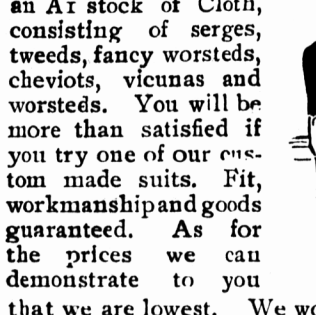 an A1 stock of Cloth,
consisting of serges,
tweeds, fancy worsteds,
cheviots, vicunas and
worsteds. You will be
more than satisfied if
you try one of our cus-
tom made suits. Fit,
workmanship and goods
guaranteed. As for
the prices we can
demonstrate to you
that we are lowest. We